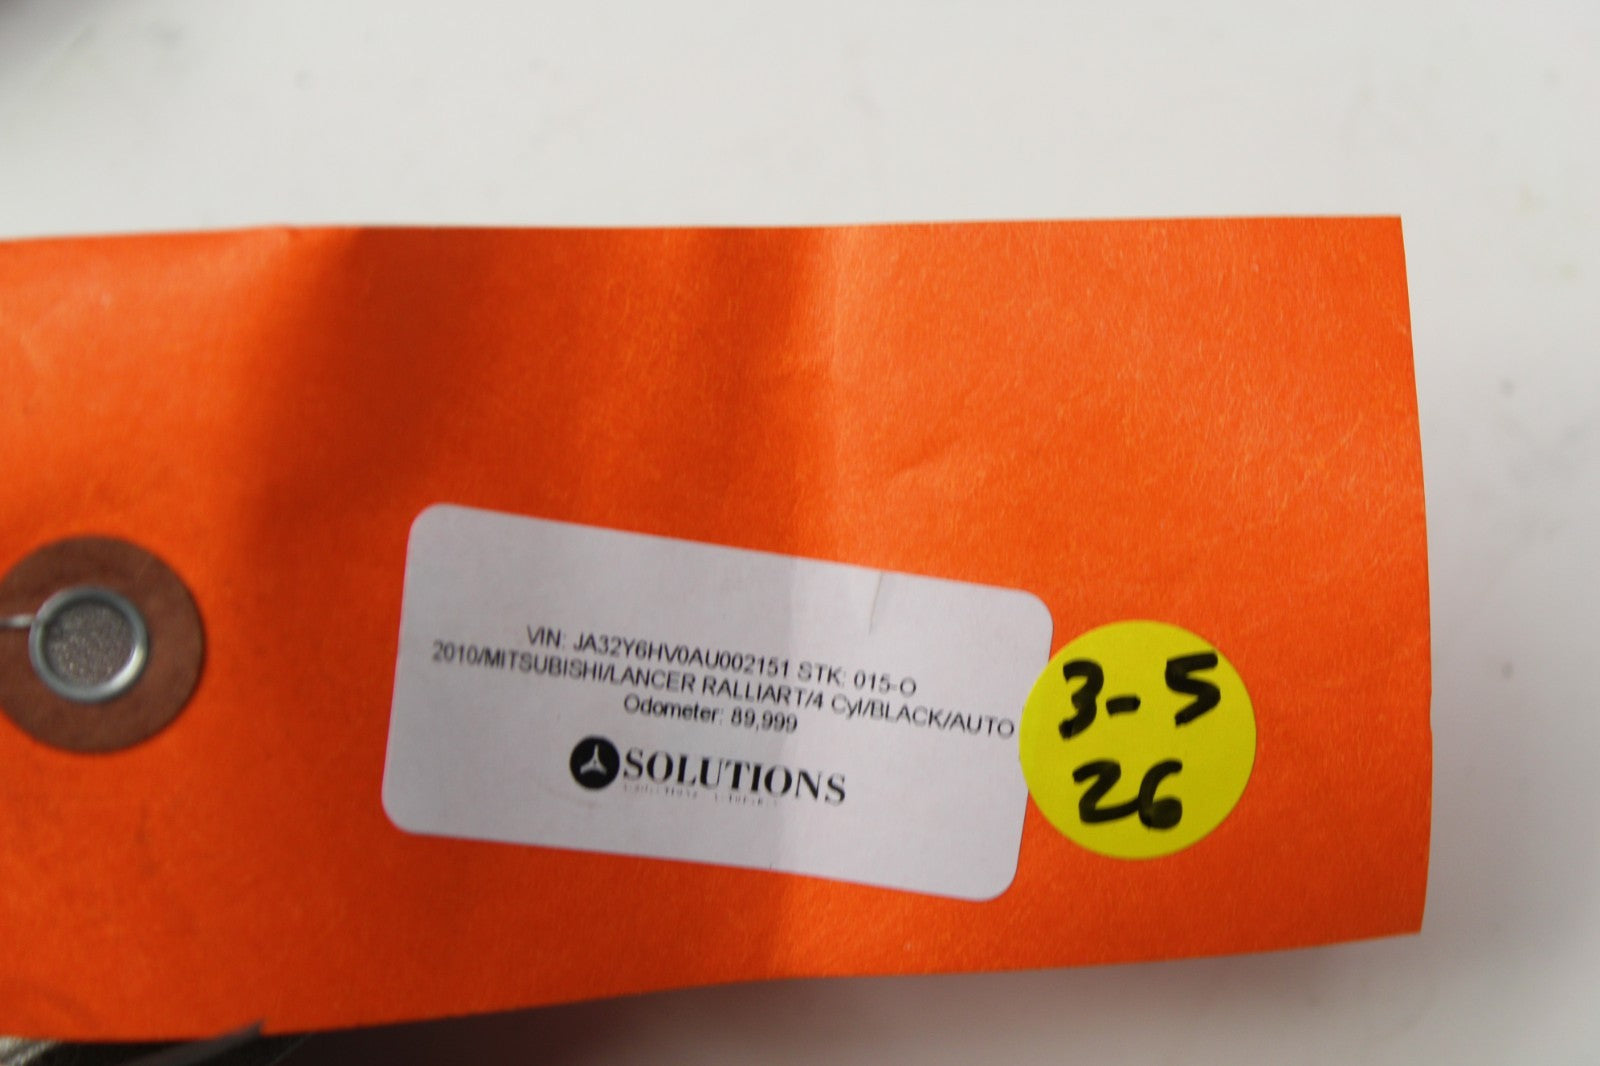 VIN: JA32Y6HV0AU002151 STK: 015-O
2010/MITSUBISHI/LANCER RALLIART/4 Cyl/BLACK/AUTO
Odometer: 89,999
SOLUTIONS
3-5
26